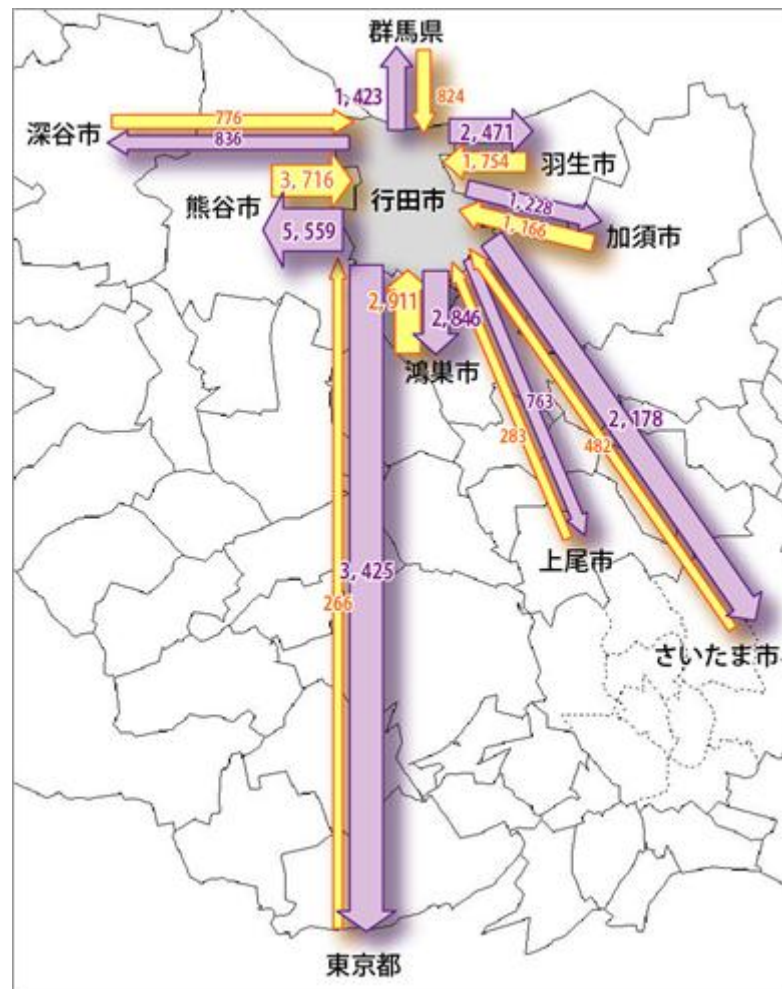 群馬県
1,423
824
776
深谷市
836
2,471
1,754
羽生市
3,716
熊谷市
行田市
5,559
1,228
加須市
1,166
2,911
2,846
鴻巣市
763
283
2,178
482
上尾市
3,425
266
さいたま市
東京都